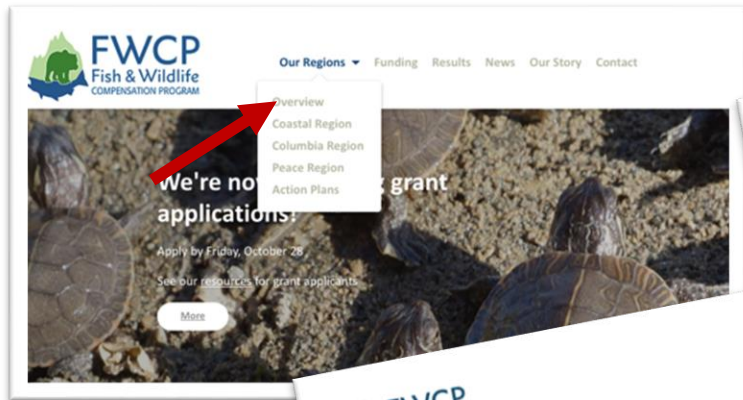 FWCP
Fish & Wildlife
COMPENSATION PROGRAM
Our Regions Funding Results News Our Story Contact
Overview
Coastal Region
Columbia Region
Peace Region
Action Plans
We're grant
applications!
Apply by Friday, October 28
See our resources for grant applicants
More
FWCP